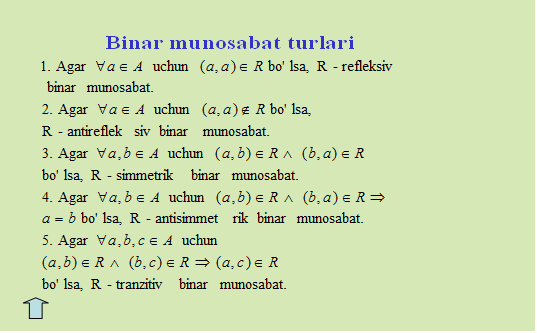 Binar munosabat turlari
1. Agar ∀a ∈ A uchun (a,a) ∈ R bo' lsa, R - refleksiv
binar munosabat.
2. Agar ∀a ∈ A uchun (a,a) ∉ R bo' lsa,
R - antireflek siv binar munosabat.
3. Agar ∀a,b ∈ A uchun (a,b) ∈ R ∧ (b,a) ∈ R
bo' lsa, R - simmetrik binar munosabat.
4. Agar ∀a,b ∈ A uchun (a,b) ∈ R ∧ (b,a) ∈ R ⇒
a = b bo' lsa, R - antisimmet rik binar munosabat.
5. Agar ∀a,b,c ∈ A uchun
(a,b) ∈ R ∧ (b,c) ∈ R ⇒ (a,c) ∈ R
bo' lsa, R - tranzitiv binar munosabat.